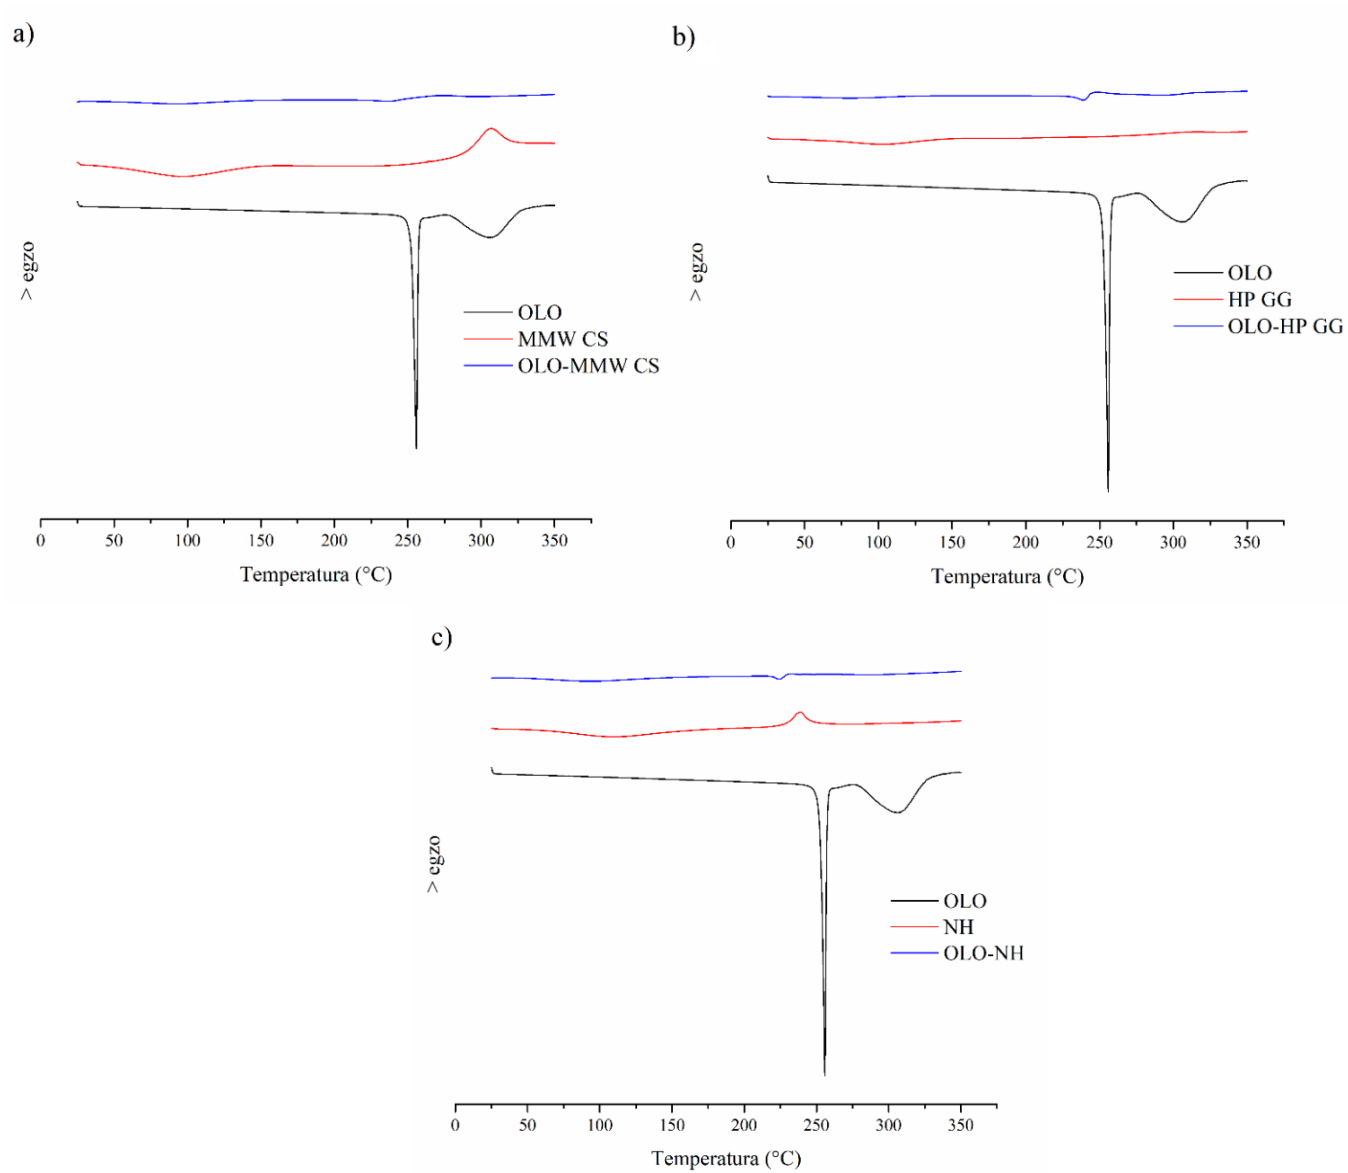 a)
> egzo
OLO
MMW CS
OLO-MMW CS
0 50 100 150 200 250 300 350
Temperatura (°C)
b)
> egzo
OLO
HP GG
OLO-HP GG
0 50 100 150 200 250 300 350
Temperatura (°C)
c)
> egzo
OLO
NH
OLO-NH
0 50 100 150 200 250 300 350
Temperatura (°C)